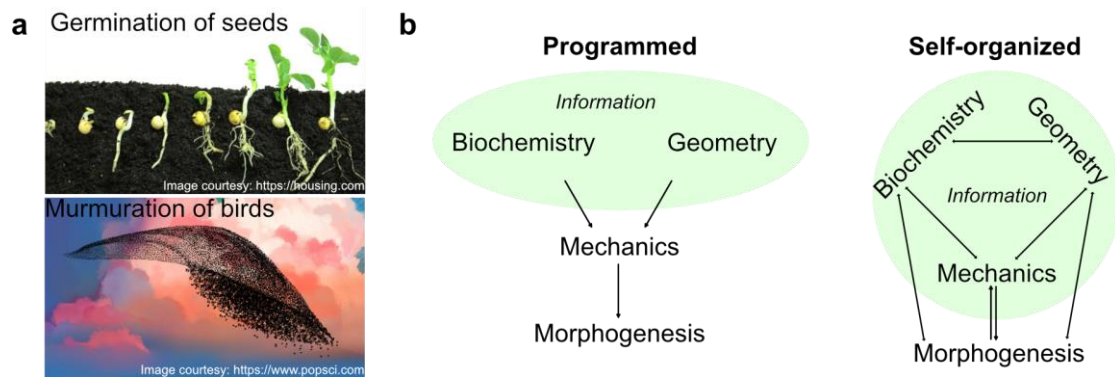 a
Germination of seeds
Image courtesy: https://housing.com
Murmuration of birds
Image courtesy: https://www.popsci.com
b
Programmed
Information
Biochemistry Geometry
Mechanics
Morphogenesis
Self-organized
Biochemistry
Geometry
Information
Mechanics
Morphogenesis